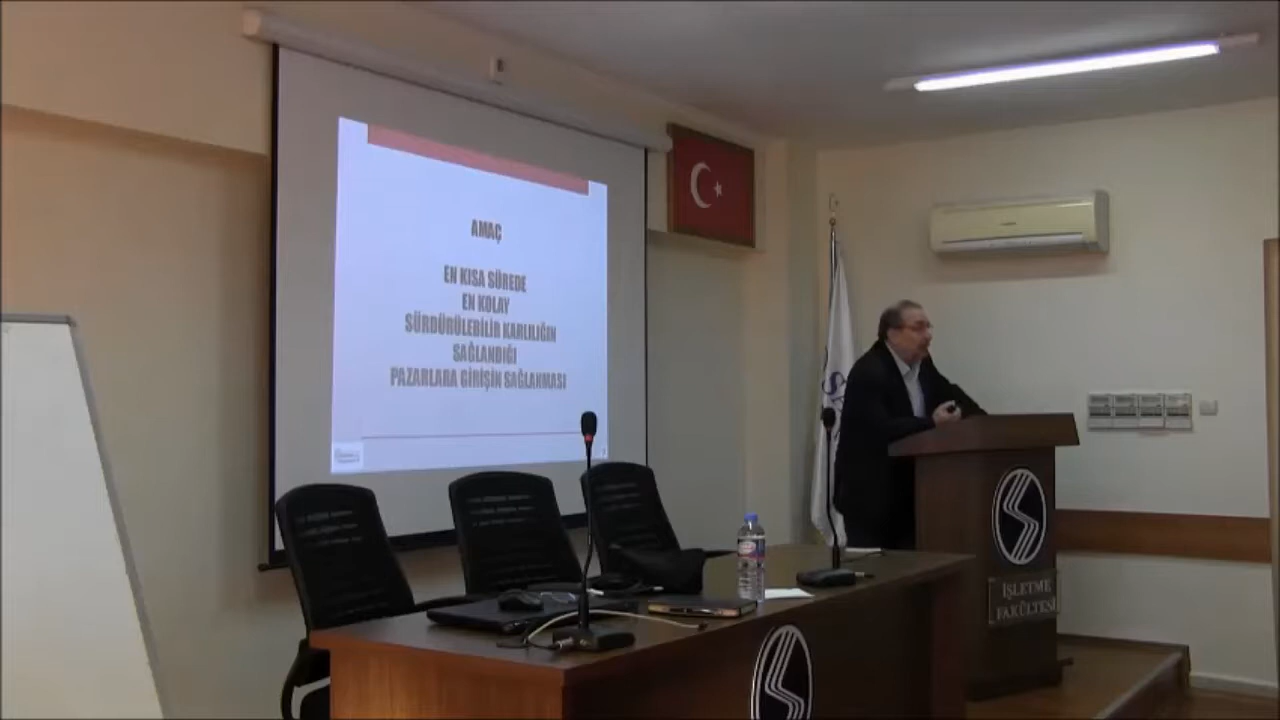 AMAÇ
EN KISA SÜREDE
EN KOLAY
SÜRDÜRÜLEBİLİR KARLILIĞIN
SAĞLANDIĞI
PAZARLARA GİRİŞİN SAĞLANMASI
İŞLETME
FAKÜLTESİ